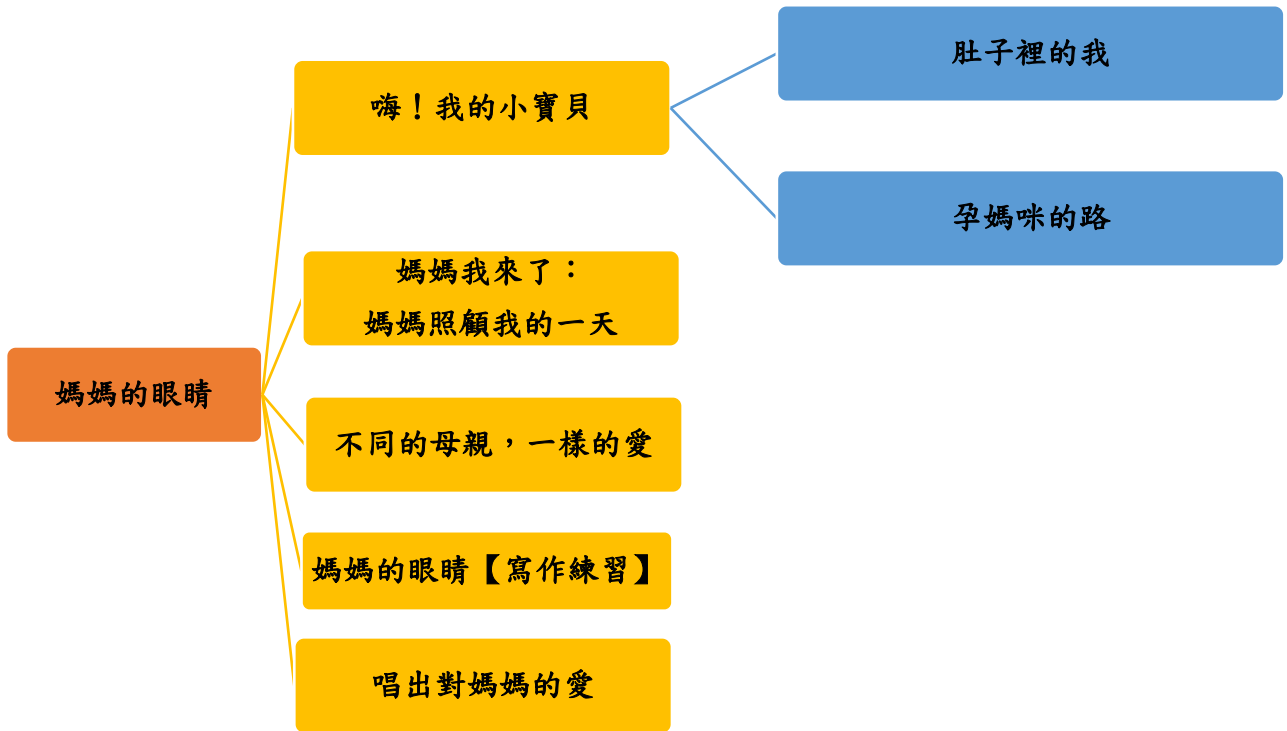 媽媽的眼睛
嗨！我的小寶貝
肚子裡的我
孕媽咪的路
媽媽我來了：
媽媽照顧我的一天
不同的母親，一樣的愛
媽媽的眼睛【寫作練習】
唱出對媽媽的愛